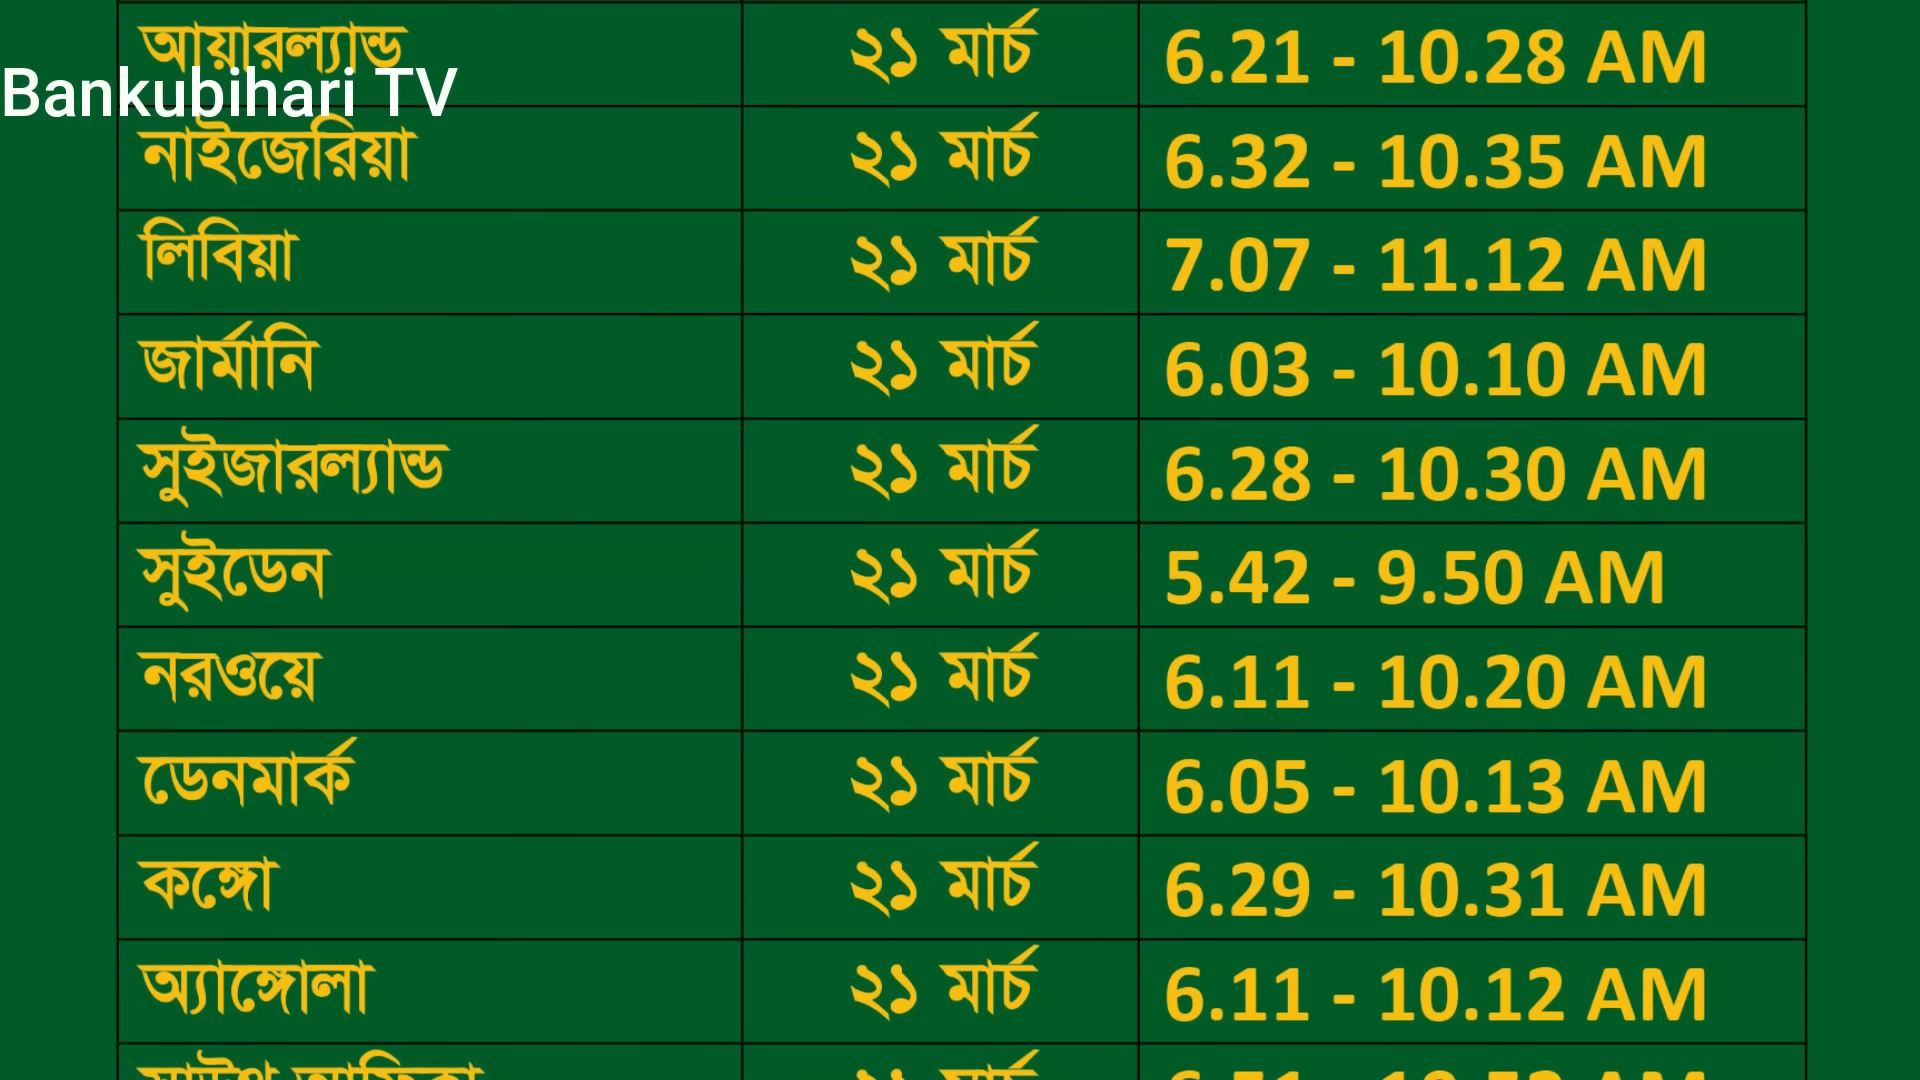 আয়ারল্যান্ড ২১ মার্চ 6.21 - 10.28 AM
Bankubihari TV
নাইজেরিয়া ২১ মার্চ 6.32 - 10.35 AM
লিবিয়া ২১ মার্চ 7.07 - 11.12 AM
জার্মানি ২১ মার্চ 6.03 - 10.10 AM
সুইজারল্যান্ড ২১ মার্চ 6.28 - 10.30 AM
সুইডেন ২১ মার্চ 5.42 - 9.50 AM
নরওয়ে ২১ মার্চ 6.11 - 10.20 AM
ডেনমার্ক ২১ মার্চ 6.05 - 10.13 AM
কঙ্গো ২১ মার্চ 6.29 - 10.31 AM
অ্যাঙ্গোলা ২১ মার্চ 6.11 - 10.12 AM